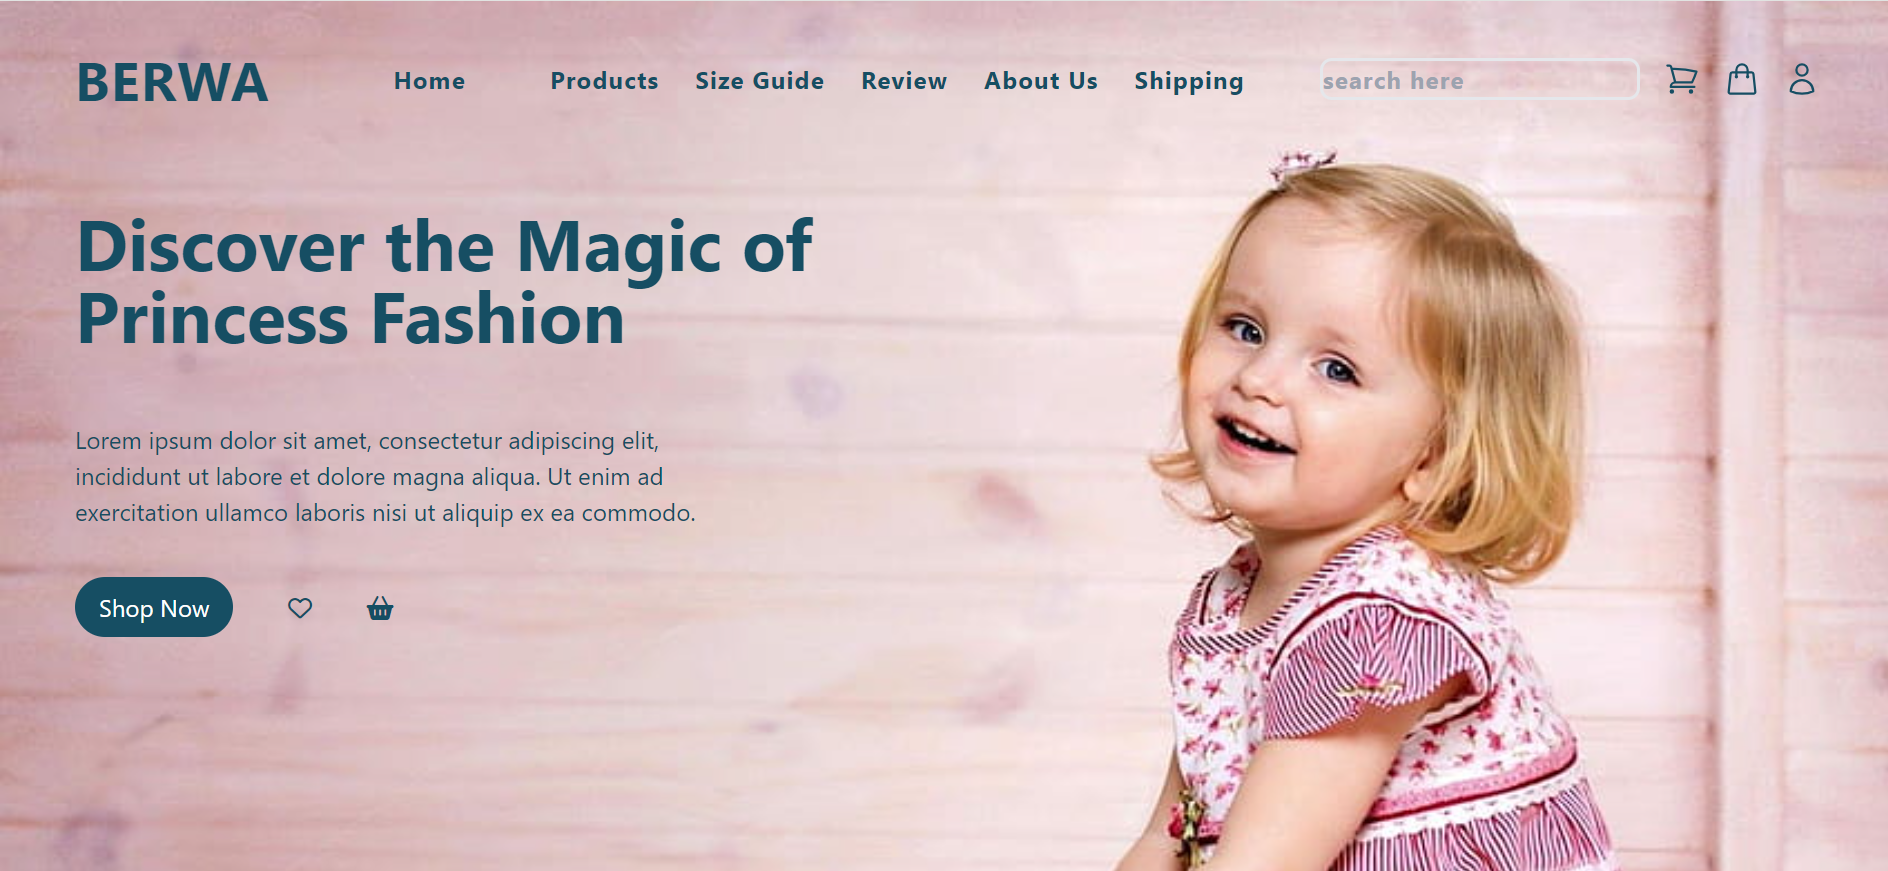 BERWA
Home Products Size Guide Review About Us Shipping search here
Discover the Magic of
Princess Fashion
Lorem ipsum dolor sit amet, consectetur adipiscing elit,
incididunt ut labore et dolore magna aliqua. Ut enim ad
exercitation ullamco laboris nisi ut aliquip ex ea commodo.
Shop Now